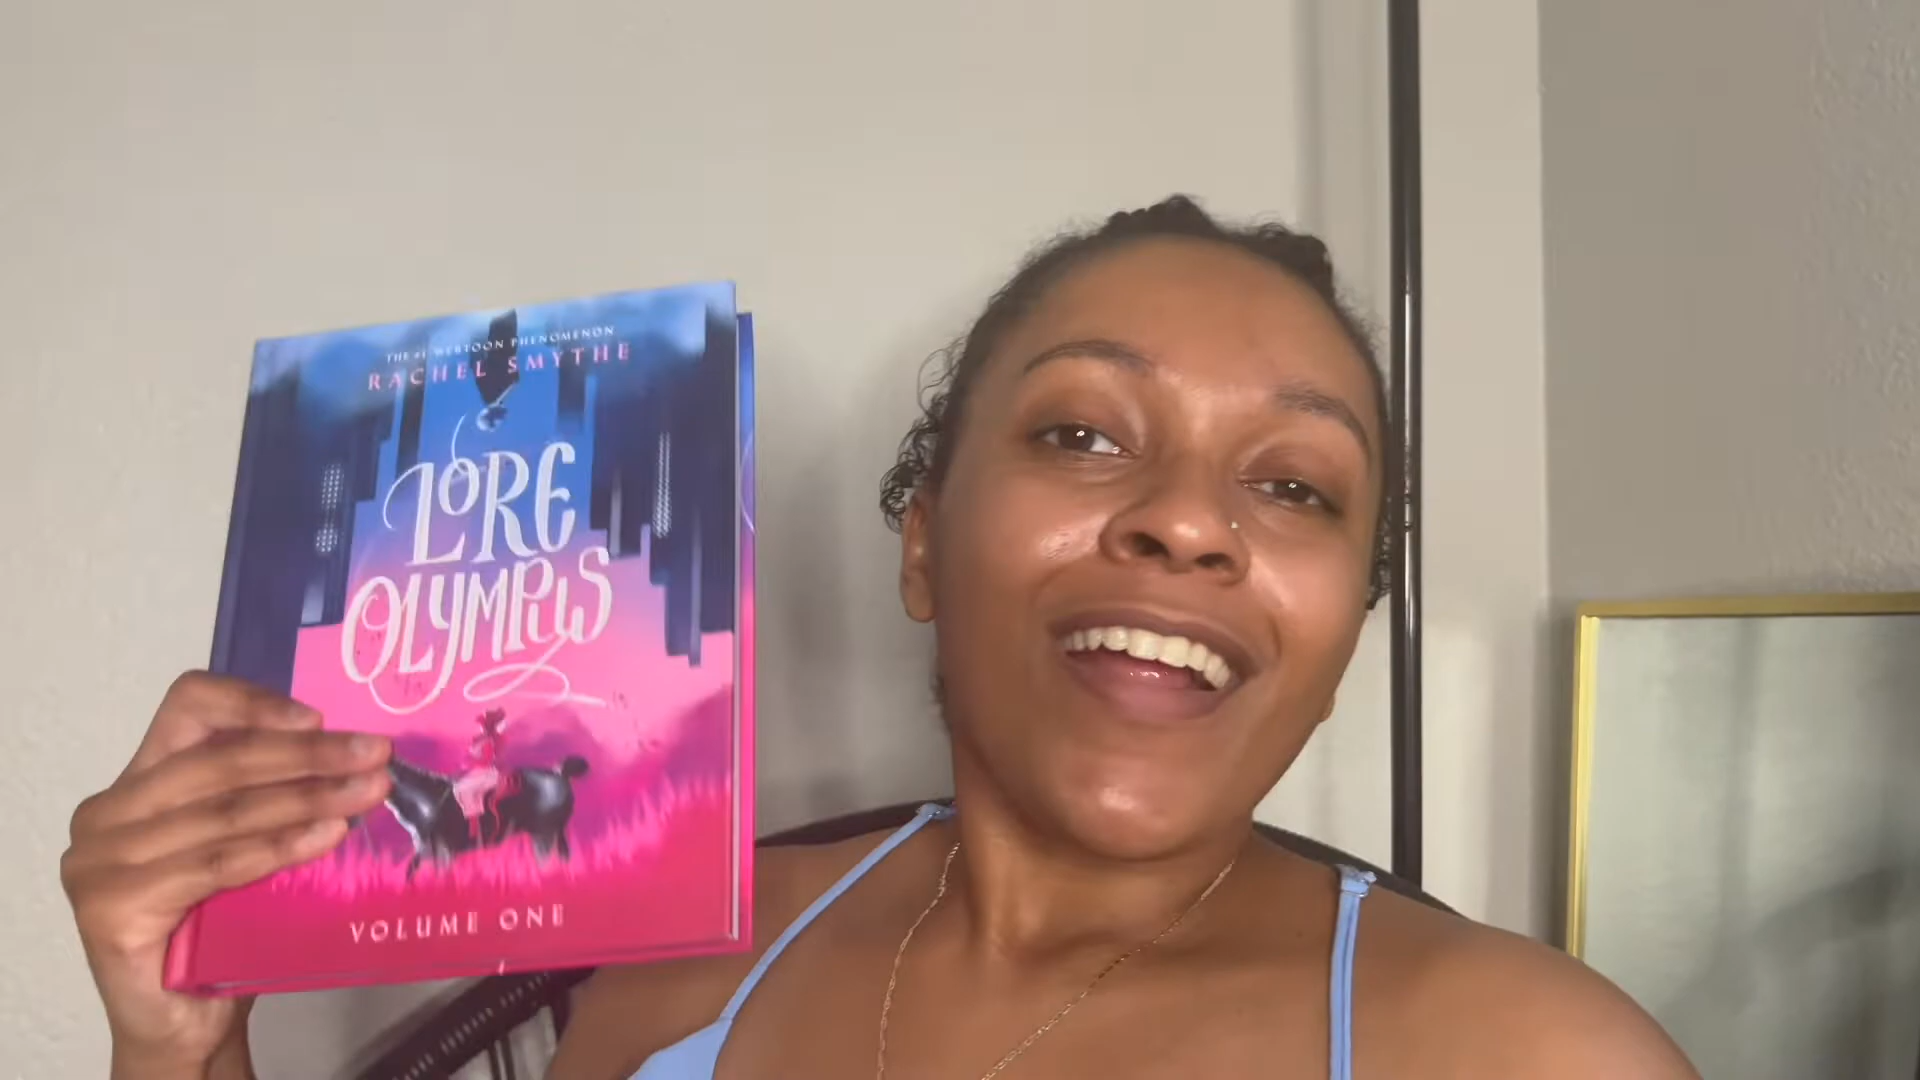 THE #1 WEBTOON PHENOMENON
RACHEL SMYTHE
LORE
OLYMPUS
VOLUME ONE